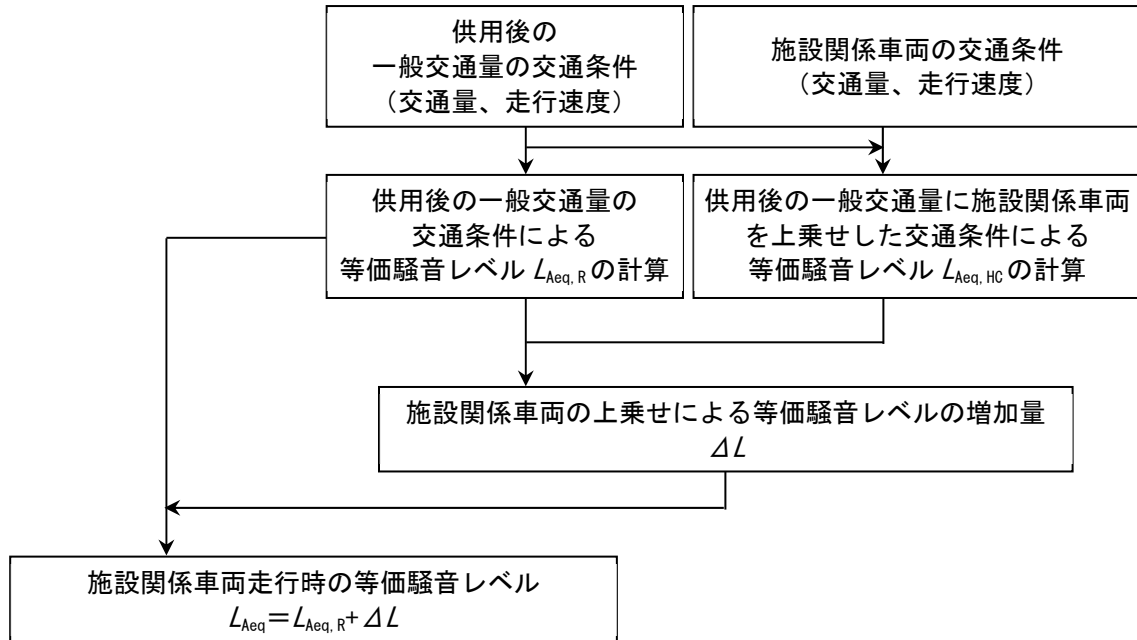 供用後の
一般交通量の交通条件
（交通量、走行速度）
施設関係車両の交通条件
（交通量、走行速度）
供用後の一般交通量の
交通条件による
等価騒音レベル LAeq, R の計算
供用後の一般交通量に施設関係車両
を上乗せした交通条件による
等価騒音レベル LAeq, HC の計算
施設関係車両の上乗せによる等価騒音レベルの増加量
ΔL
施設関係車両走行時の等価騒音レベル
LAeq＝LAeq, R+ΔL